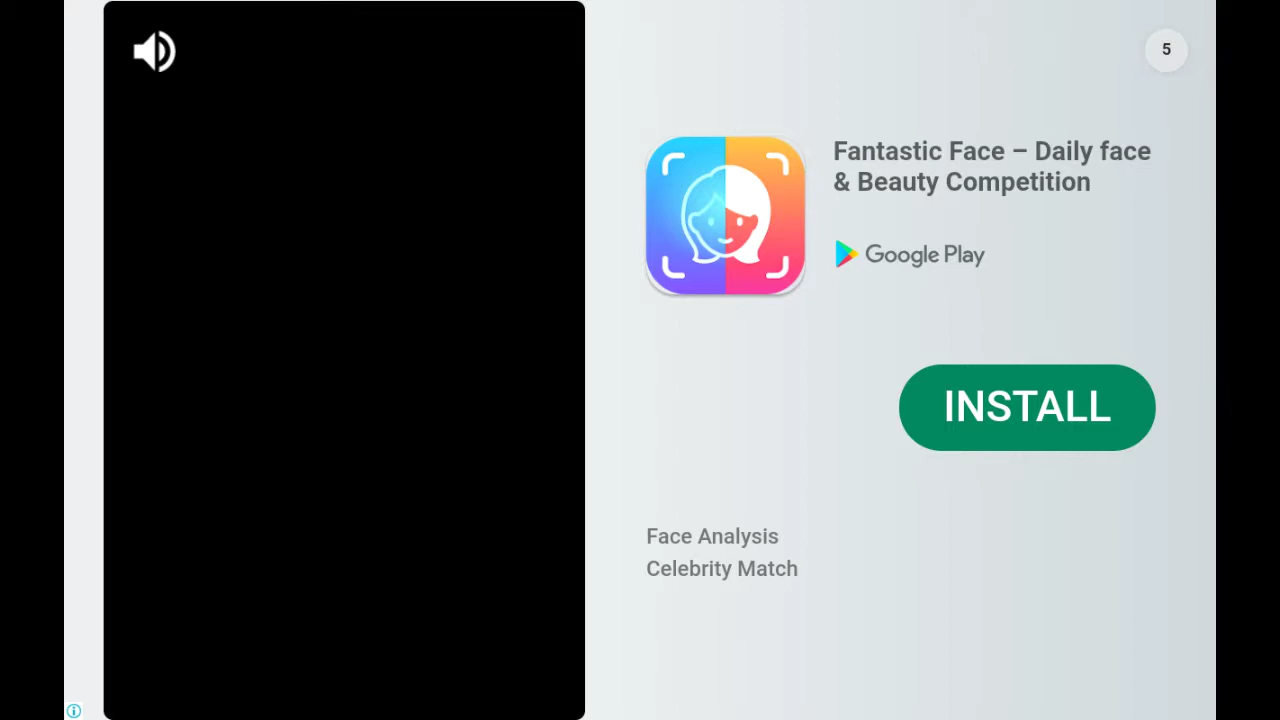 5
Fantastic Face – Daily face
& Beauty Competition
Google Play
INSTALL
Face Analysis
Celebrity Match